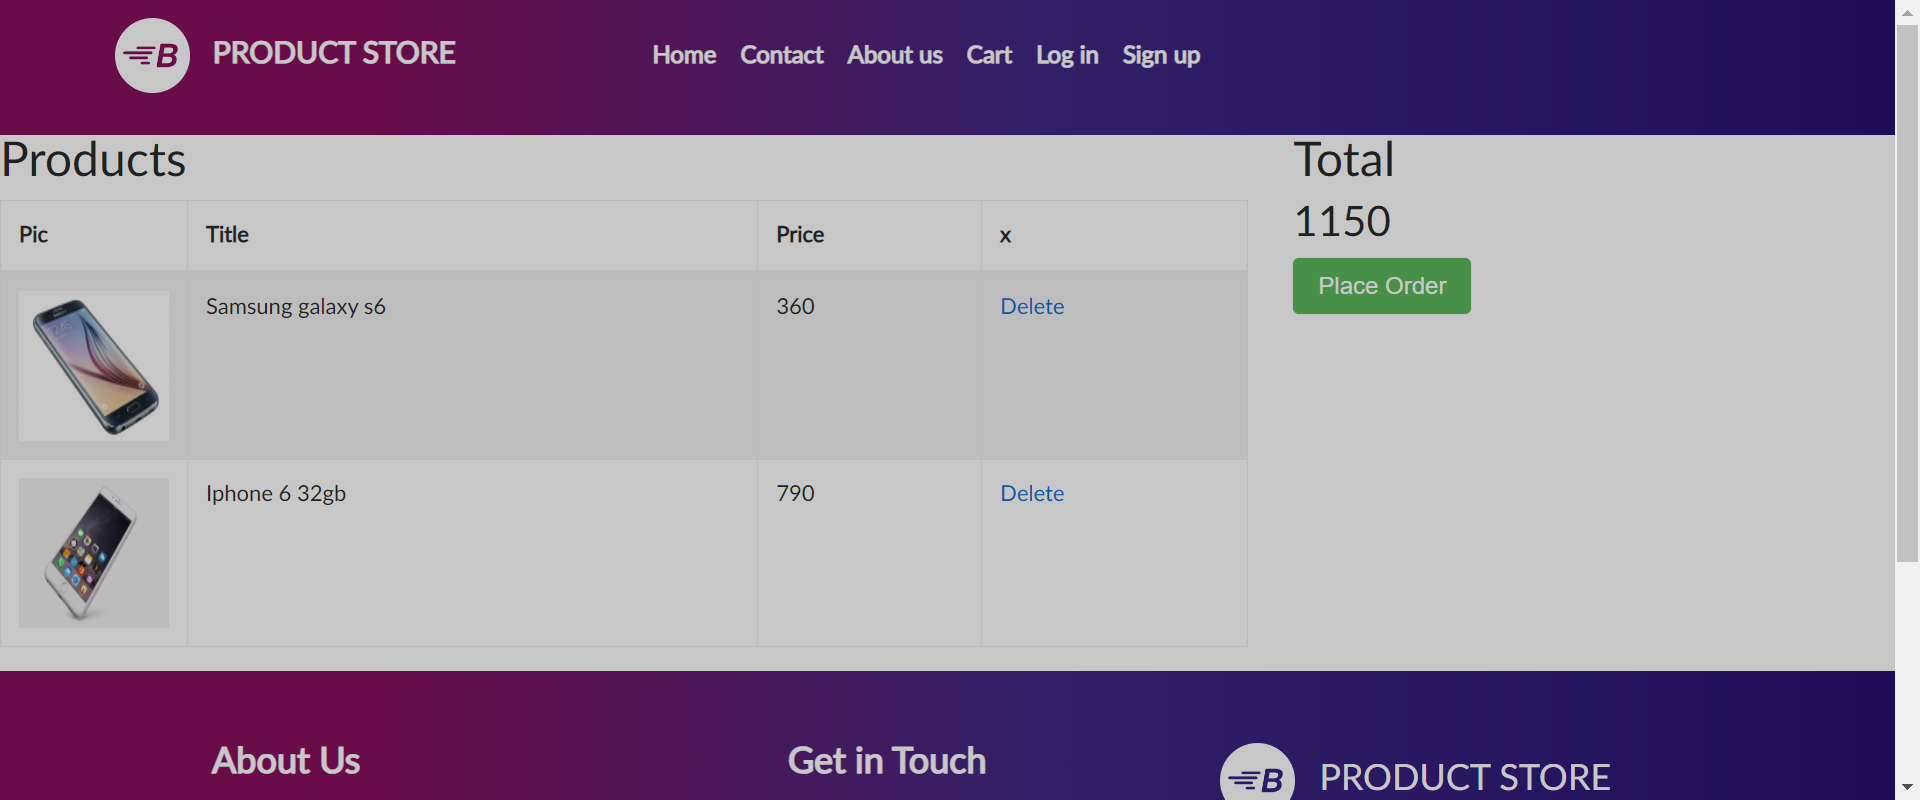 B PRODUCT STORE Home Contact About us Cart Log in Sign up
Products
Total
1150
Place Order
Pic Title Price x
Samsung galaxy s6 360 Delete
Iphone 6 32gb 790 Delete
About Us Get in Touch B PRODUCT STORE